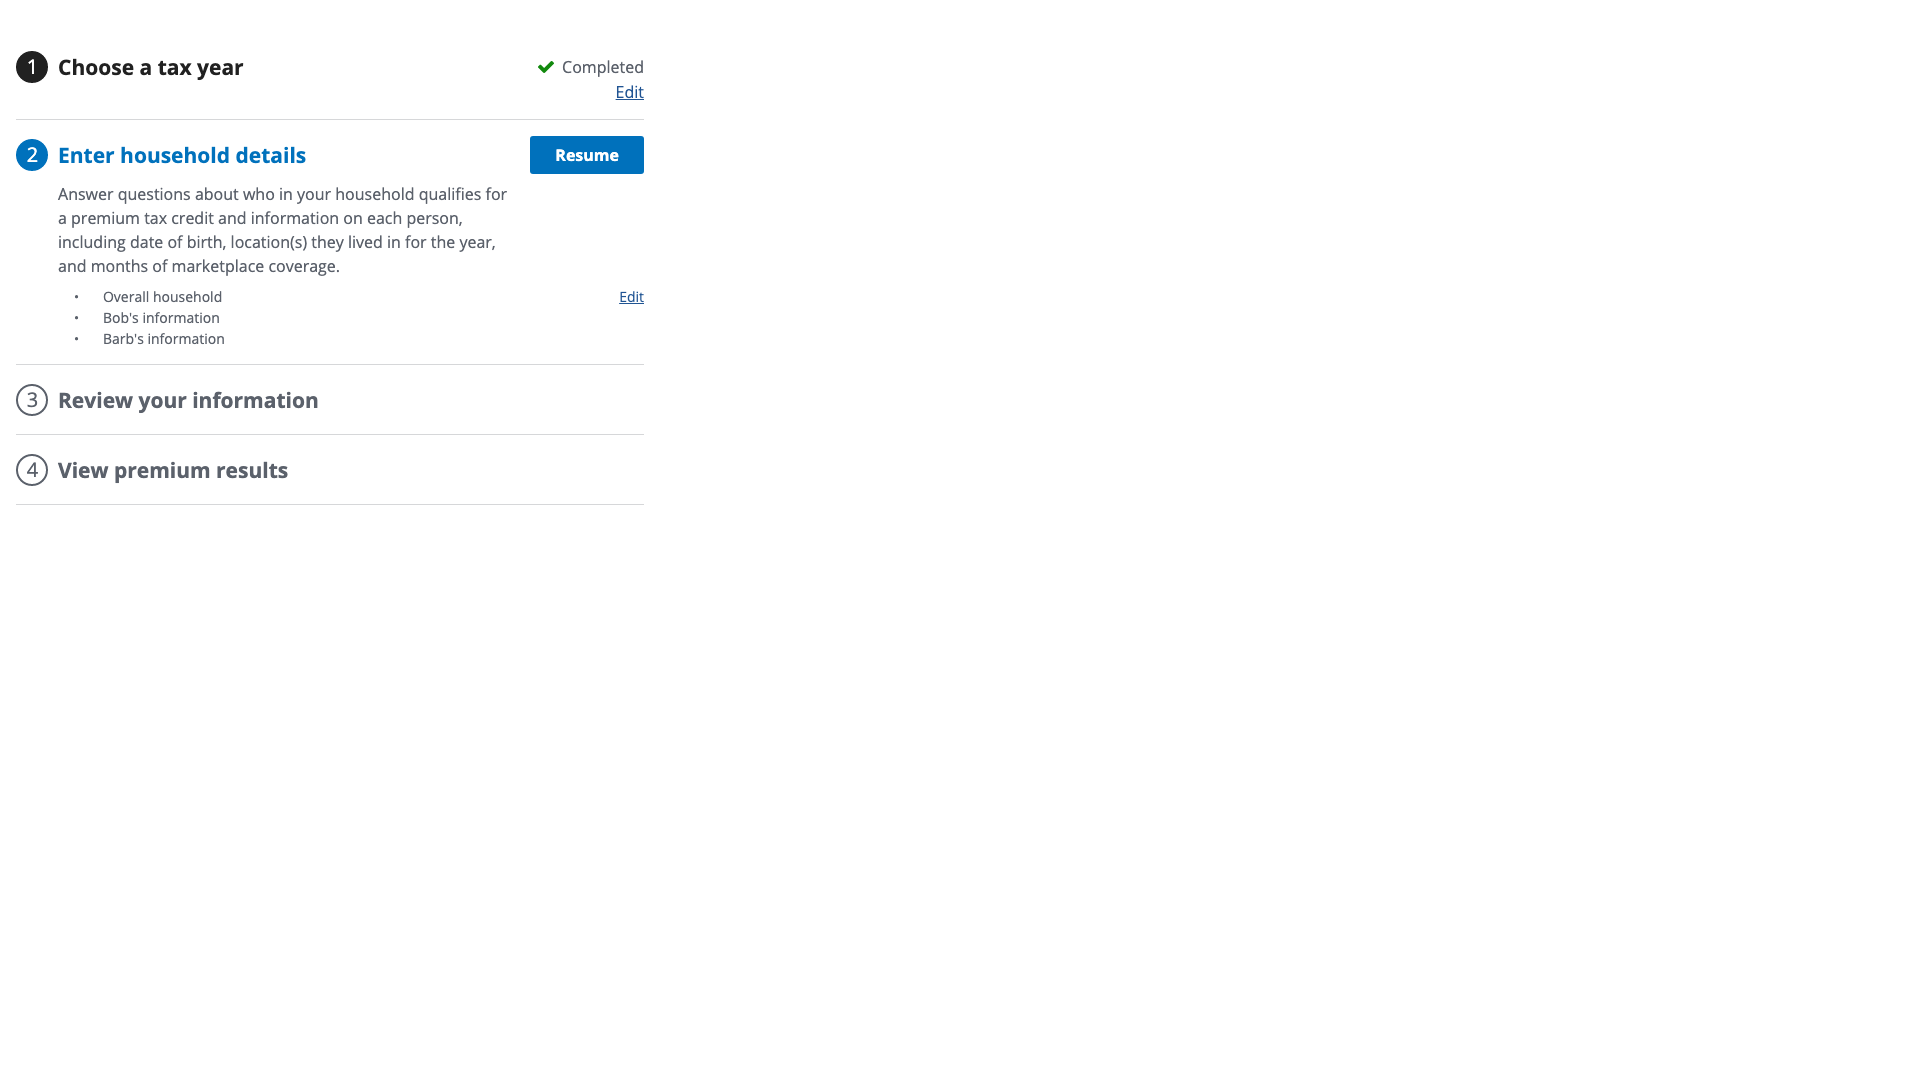 1 Choose a tax year
Completed
Edit
2 Enter household details
Resume
Answer questions about who in your household qualifies for
a premium tax credit and information on each person,
including date of birth, location(s) they lived in for the year,
and months of marketplace coverage.
• Overall household
Edit
• Bob's information
• Barb's information
3 Review your information
4 View premium results